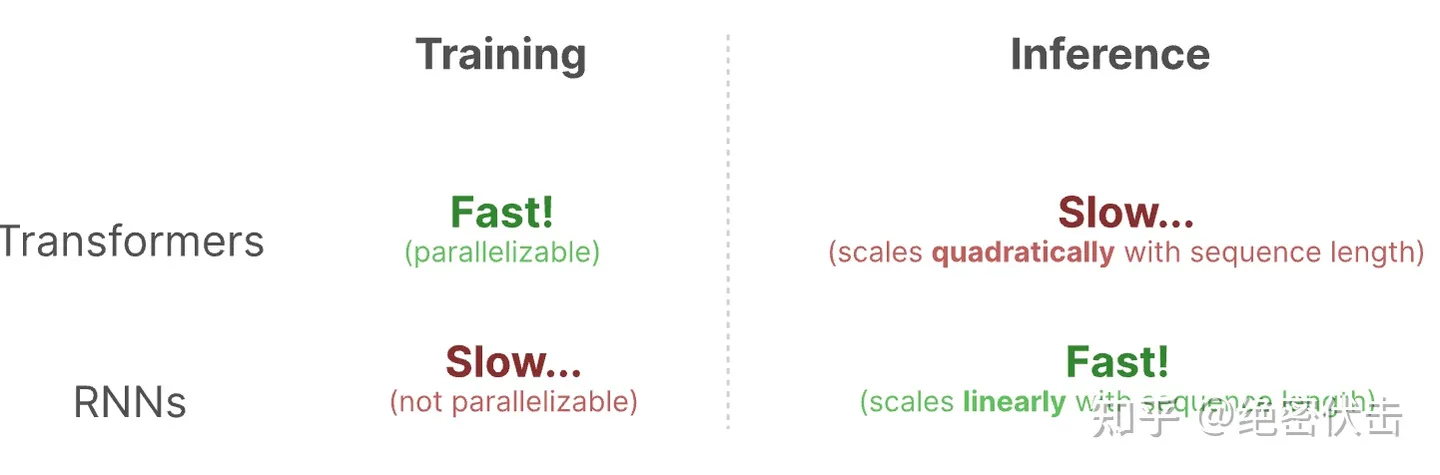 Training
Inference
Transformers
Fast!
(parallelizable)
Slow...
(scales quadratically with sequence length)
RNNs
Slow...
(not parallelizable)
Fast!
(scales linearly with sequence length)
知乎 @绝密伏击